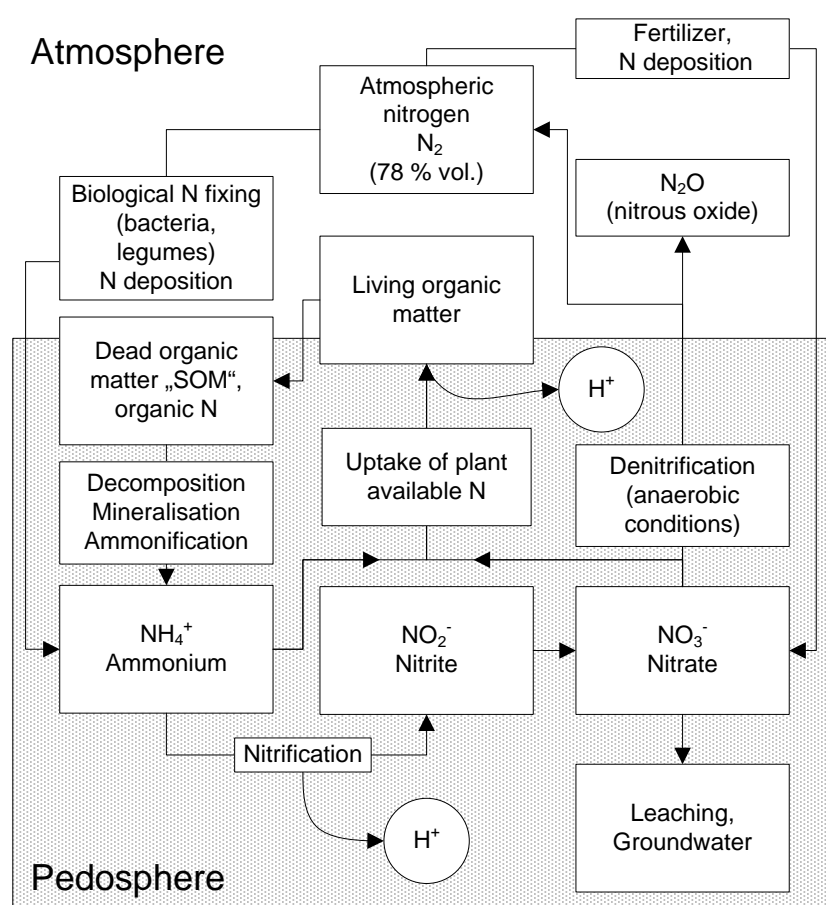 Atmosphere
Fertilizer,
N deposition
Atmospheric
nitrogen
N₂
(78 % vol.)
N₂O
(nitrous oxide)
Biological N fixing
(bacteria,
legumes)
N deposition
Living organic
matter
Dead organic
matter „SOM“,
organic N
H⁺
Uptake of plant
available N
Denitrification
(anaerobic
conditions)
Decomposition
Mineralisation
Ammonification
NH₄⁺
Ammonium
NO₂⁻
Nitrite
NO₃⁻
Nitrate
Nitrification
H⁺
Leaching,
Groundwater
Pedosphere